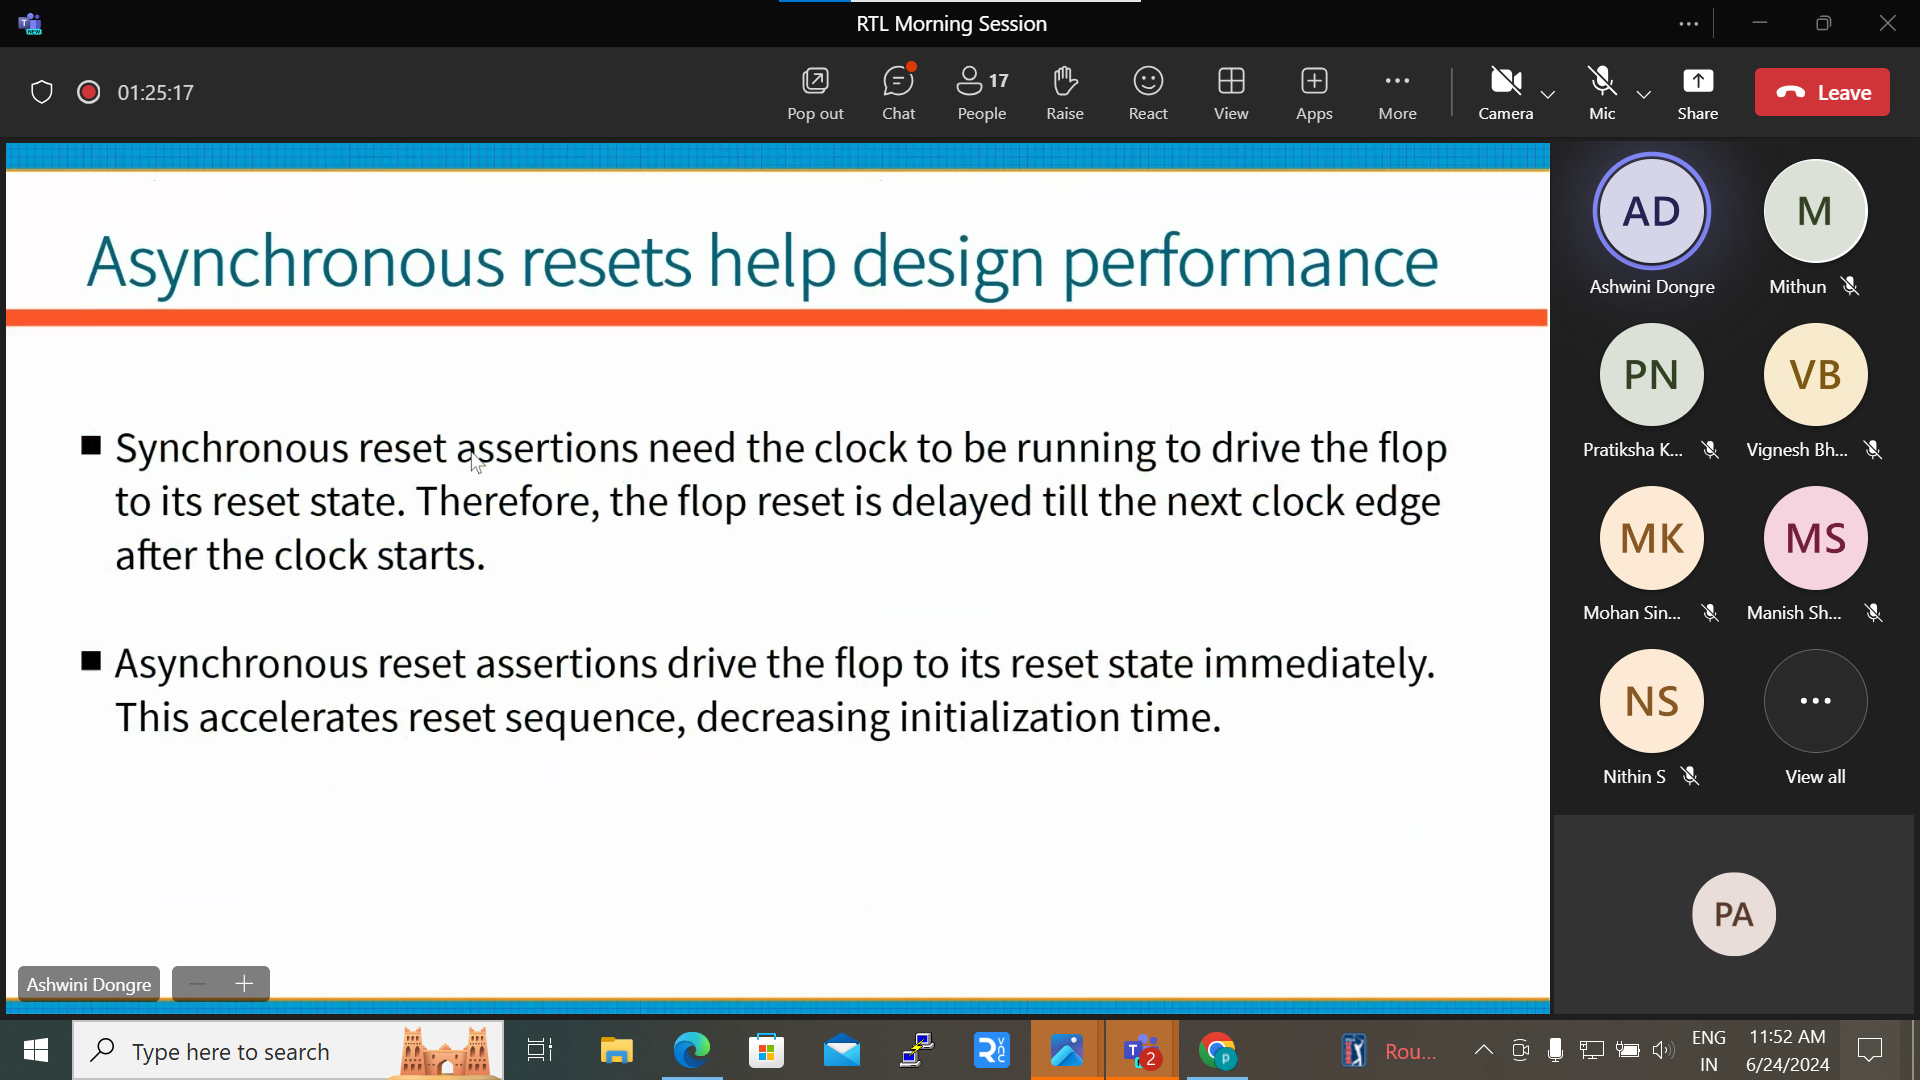 RTL Morning Session
01:25:17
Pop out
Chat
17
People
Raise
React
View
Apps
More
Camera
Mic
Share
Leave
Asynchronous resets help design performance
Synchronous reset assertions need the clock to be running to drive the flop
to its reset state. Therefore, the flop reset is delayed till the next clock edge
after the clock starts.
Asynchronous reset assertions drive the flop to its reset state immediately.
This accelerates reset sequence, decreasing initialization time.
Ashwini Dongre
AD
Ashwini Dongre
M
Mithun
PN
Pratiksha K...
VB
Vignesh Bh...
MK
Mohan Sin...
MS
Manish Sh...
NS
Nithin S
View all
PA
Type here to search
2
Rou...
ENG
IN
11:52 AM
6/24/2024